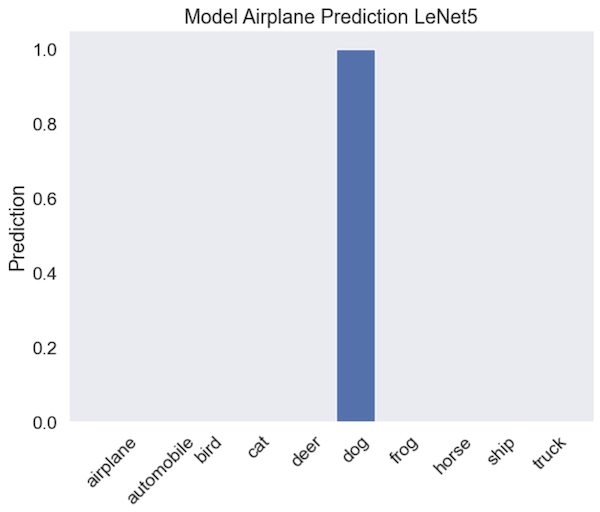 Model Airplane Prediction LeNet5
1.0
0.8
0.6
0.4
0.2
0.0
Prediction
airplane
automobile
bird
cat
deer
dog
frog
horse
ship
truck